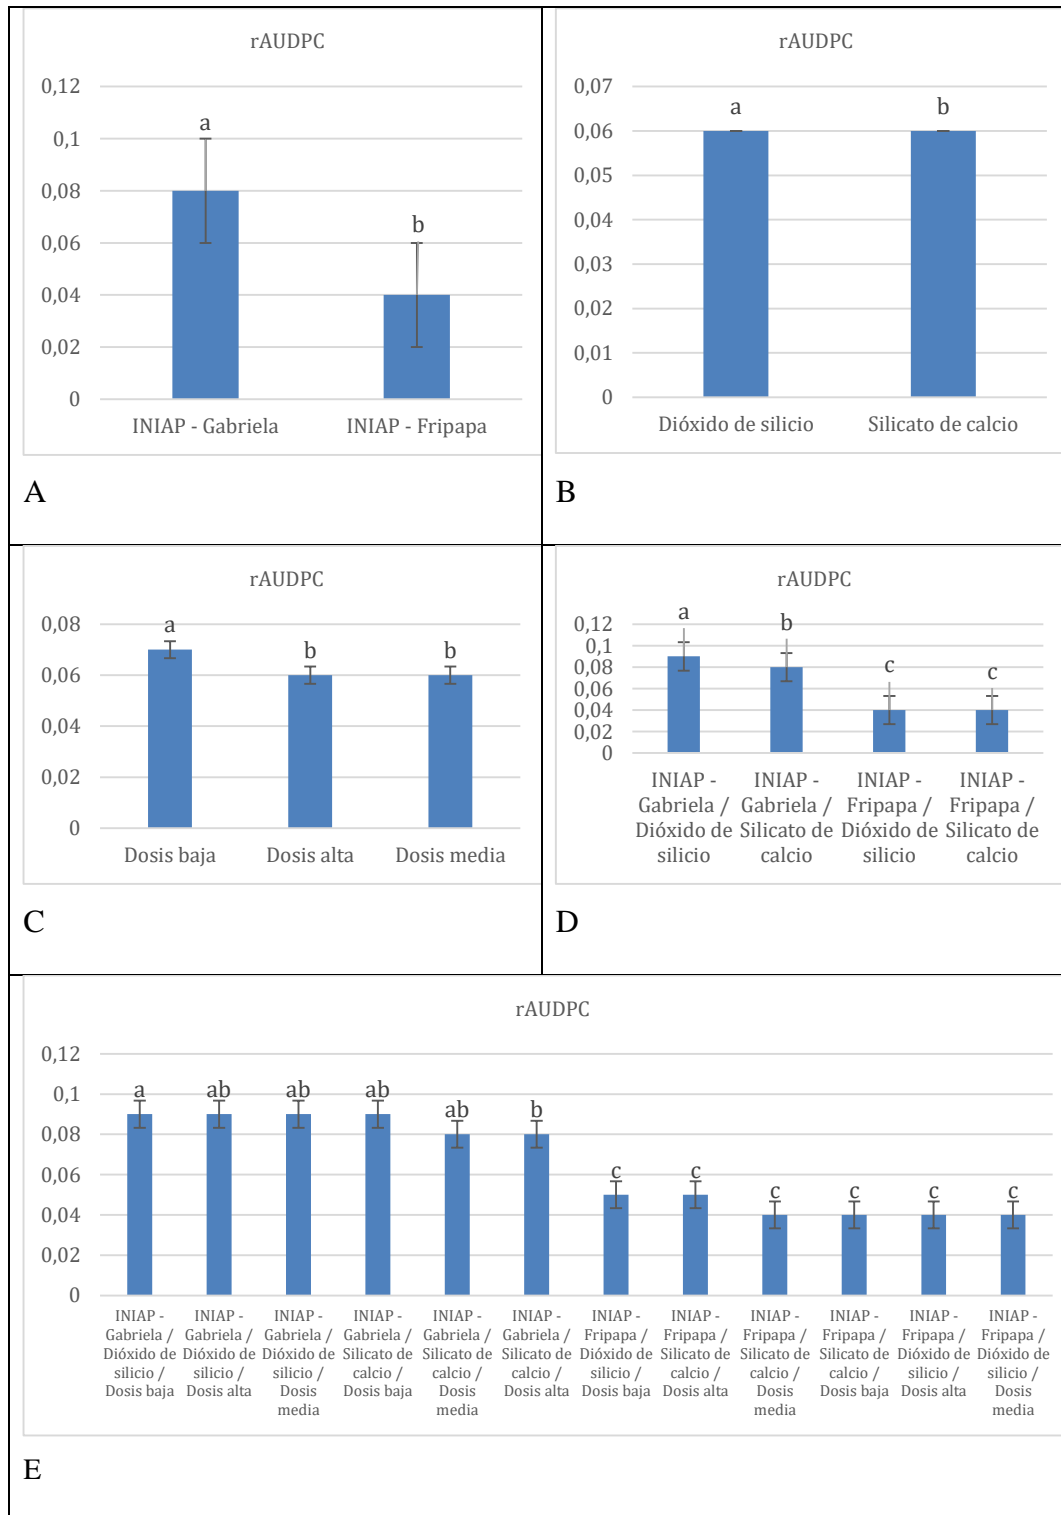 rAUDPC
0,12
0,1
0,08
0,06
0,04
0,02
0
a
b
INIAP - Gabriela
INIAP - Fripapa
A
rAUDPC
0,07
0,06
0,05
0,04
0,03
0,02
0,01
0
a
b
Dióxido de silicio
Silicato de calcio
B
rAUDPC
0,08
0,06
0,04
0,02
0
a
b
b
Dosis baja
Dosis alta
Dosis media
C
rAUDPC
0,12
0,1
0,08
0,06
0,04
0,02
0
a
b
c
c
INIAP -
Gabriela /
Dióxido de
silicio
INIAP -
Gabriela /
Silicato de
calcio
INIAP -
Fripapa /
Dióxido de
silicio
INIAP -
Fripapa /
Silicato de
calcio
D
rAUDPC
0,12
0,1
0,08
0,06
0,04
0,02
0
a
ab
ab
ab
ab
b
c
c
c
c
c
c
INIAP -
Gabriela /
Dióxido de
silicio /
Dosis baja
INIAP -
Gabriela /
Dióxido de
silicio /
Dosis alta
INIAP -
Gabriela /
Dióxido de
silicio /
Dosis
media
INIAP -
Gabriela /
Silicato de
calcio /
Dosis baja
INIAP -
Gabriela /
Silicato de
calcio /
Dosis
media
INIAP -
Gabriela /
Silicato de
calcio /
Dosis alta
INIAP -
Fripapa /
Dióxido de
silicio /
Dosis baja
INIAP -
Fripapa /
Silicato de
calcio /
Dosis alta
INIAP -
Fripapa /
Silicato de
calcio /
Dosis
media
INIAP -
Fripapa /
Silicato de
calcio /
Dosis baja
INIAP -
Fripapa /
Dióxido de
silicio /
Dosis alta
INIAP -
Fripapa /
Dióxido de
silicio /
Dosis
media
E